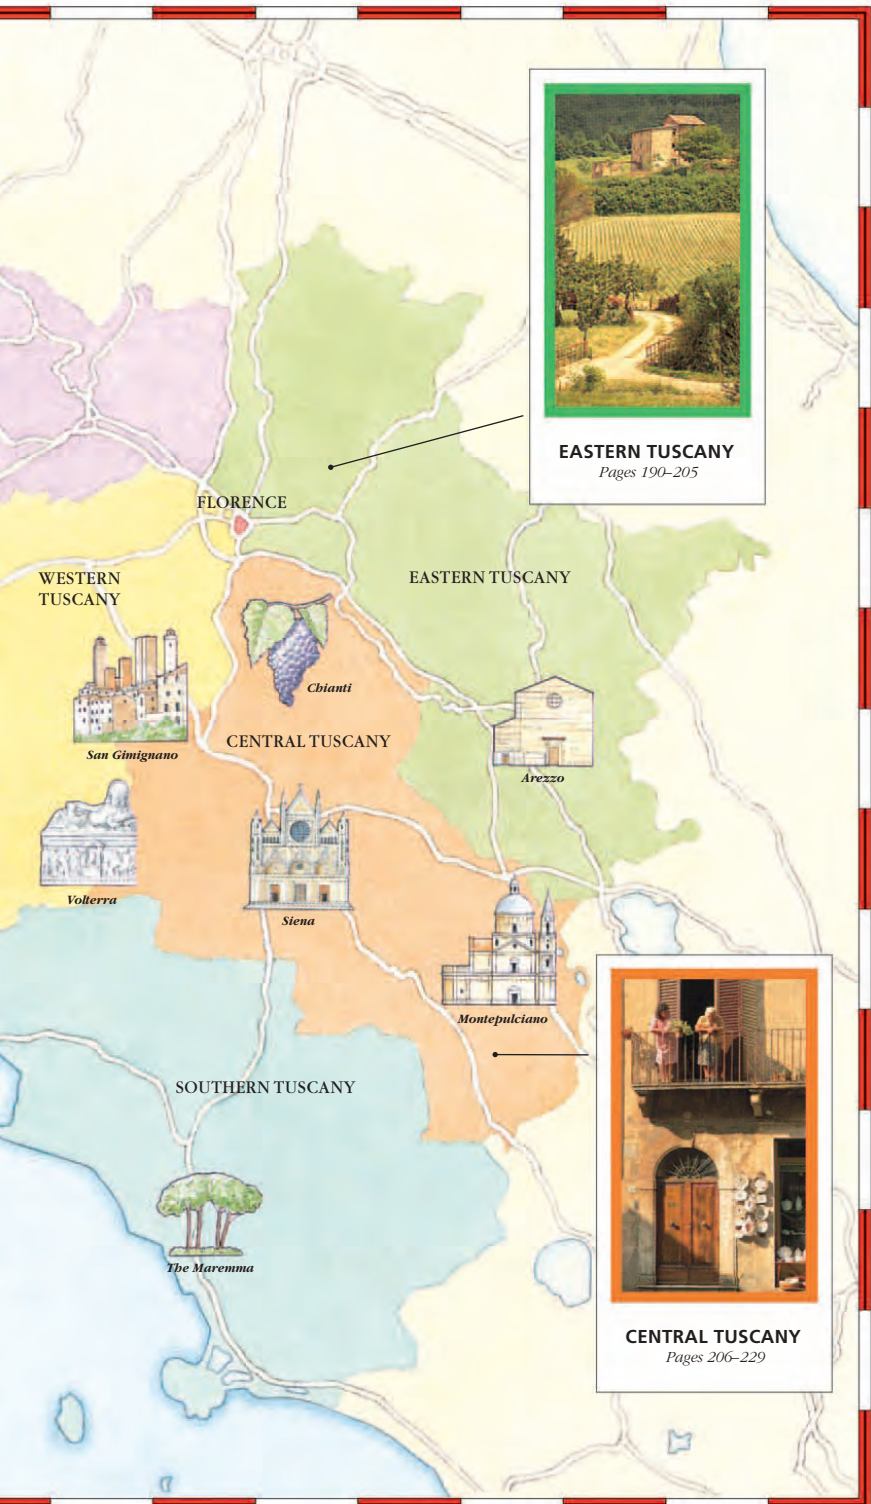 EASTERN TUSCANY
Pages 190–205
FLORENCE
WESTERN
TUSCANY
EASTERN TUSCANY
Chianti
CENTRAL TUSCANY
San Gimignano
Arezzo
Volterra
Siena
Montepulciano
SOUTHERN TUSCANY
The Maremma
CENTRAL TUSCANY
Pages 206–229